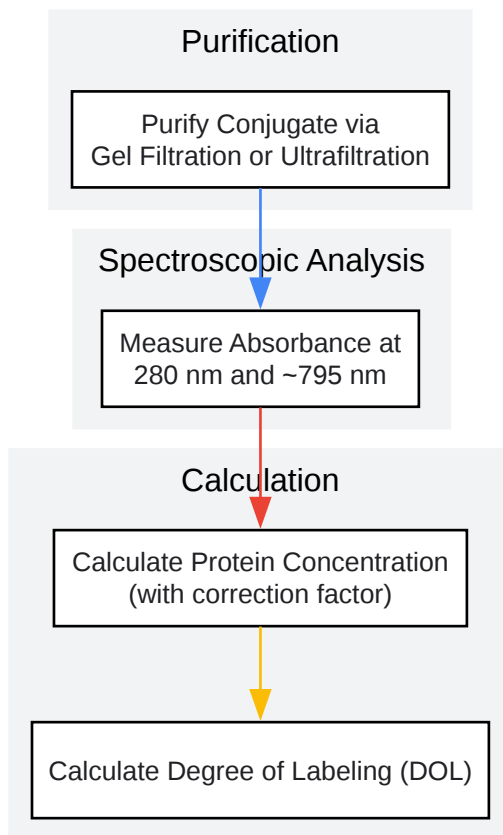 Purification
Purify Conjugate via
Gel Filtration or Ultrafiltration
Spectroscopic Analysis
Measure Absorbance at
280 nm and ~795 nm
Calculation
Calculate Protein Concentration
(with correction factor)
Calculate Degree of Labeling (DOL)